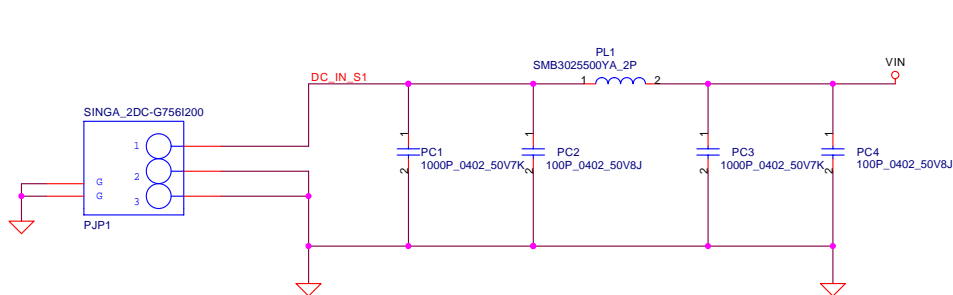 PL1
SMB3025500YA_2P
VIN
DC_IN_S1
1
2
SINGA_2DC-G756I200
1
2
3
G
G
PJP1
1
PC1
1000P_0402_50V7K
2
1
PC2
100P_0402_50V8J
2
1
PC3
1000P_0402_50V7K
2
1
PC4
100P_0402_50V8J
2